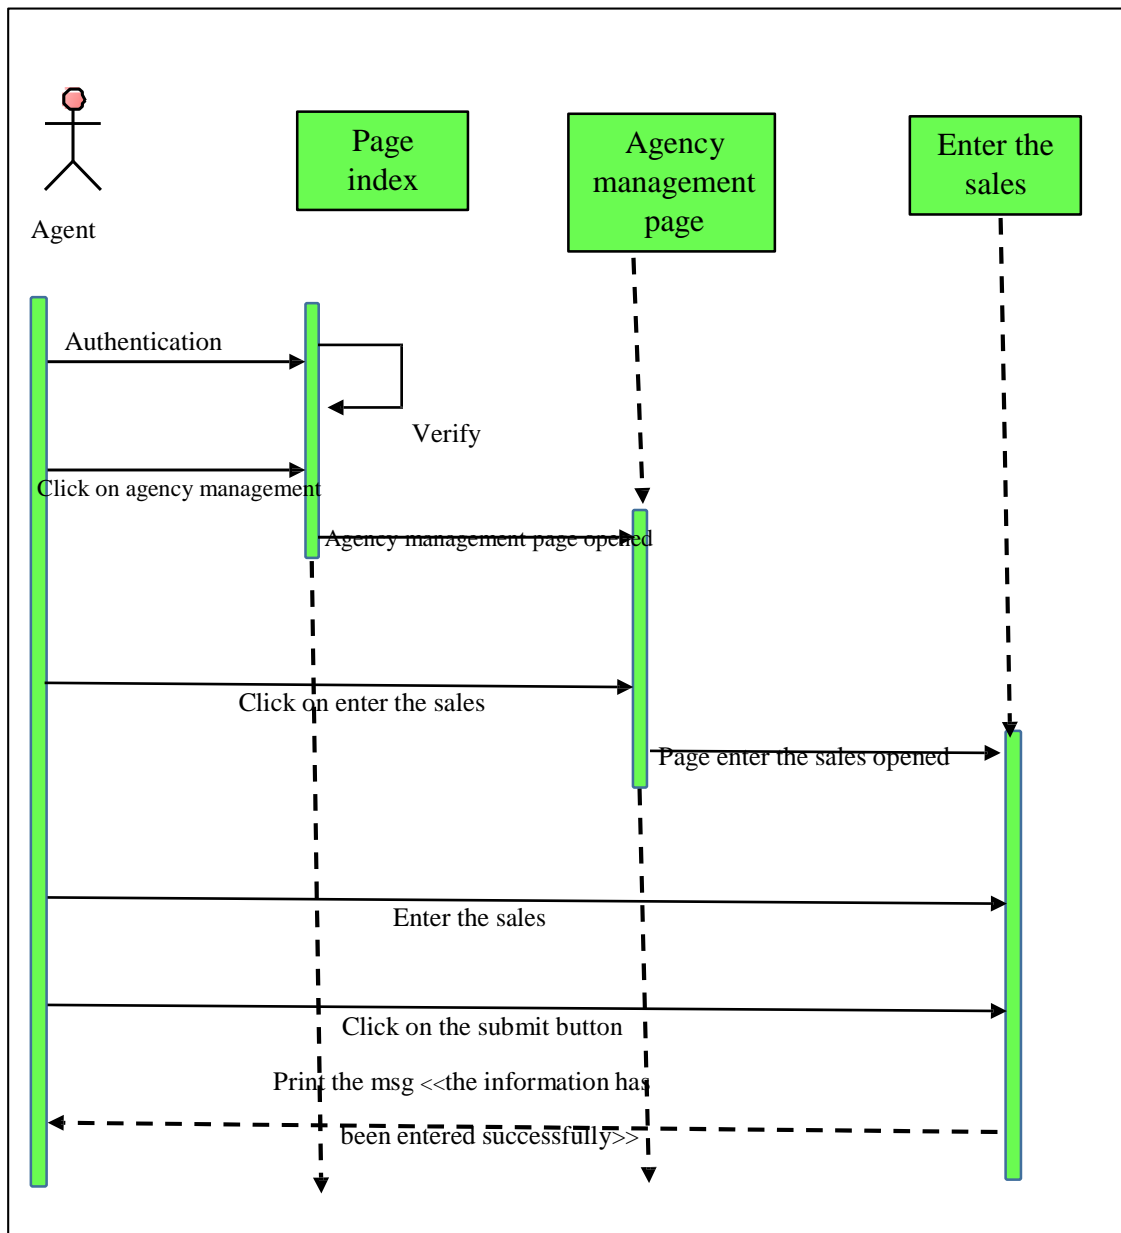 Page
index
Agency
management
page
Enter the
sales
Agent
Authentication
Verify
Click on agency management
Agency management page opened
Click on enter the sales
Page enter the sales opened
Enter the sales
Click on the submit button
Print the msg <<the information has
been entered successfully>>